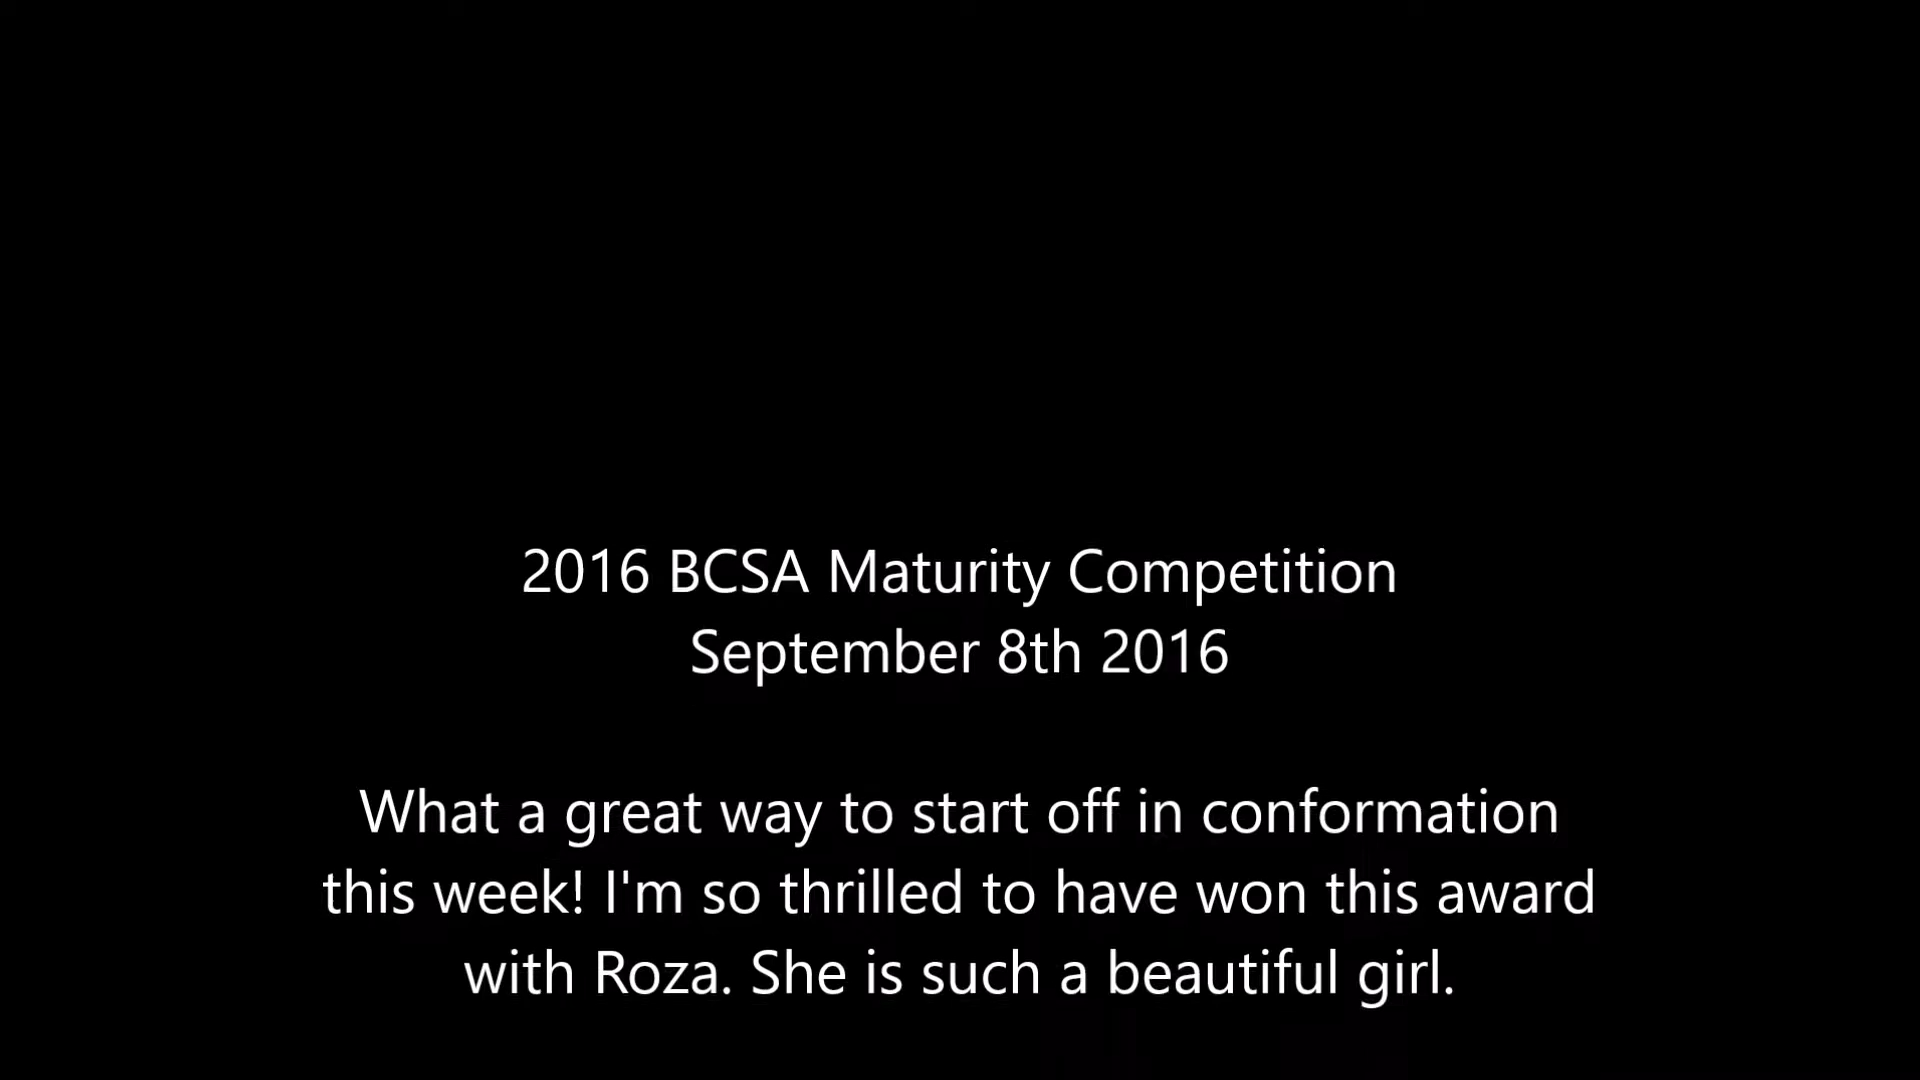 2016 BCSA Maturity Competition
September 8th 2016
What a great way to start off in conformation
this week! I'm so thrilled to have won this award
with Roza. She is such a beautiful girl.